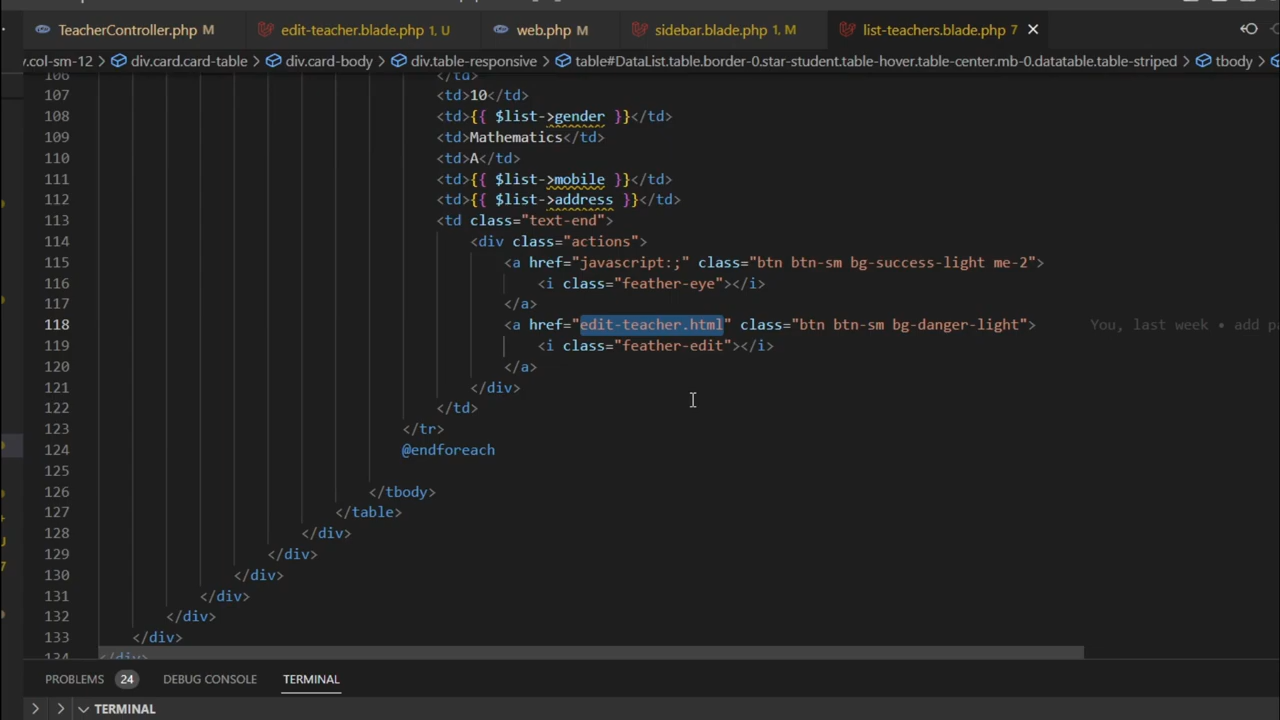 TeacherController.php M
edit-teacher.blade.php 1, U
web.php M
sidebar.blade.php 1, M
list-teachers.blade.php 7
.col-sm-12 > div.card.card-table > div.card-body > div.table-responsive > table#DataList.table.border-0.star-student.table-hover.table-center.mb-0.datatable.table-striped > tbody
106 </td>
107 <td>10</td>
108 <td>{{ $list->gender }}</td>
109 <td>Mathematics</td>
110 <td>A</td>
111 <td>{{ $list->mobile }}</td>
112 <td>{{ $list->address }}</td>
113 <td class="text-end">
114 <div class="actions">
115 <a href="javascript:;" class="btn btn-sm bg-success-light me-2">
116 <i class="feather-eye"></i>
117 </a>
118 <a href="edit-teacher.html" class="btn btn-sm bg-danger-light"> You, last week • add pa
119 <i class="feather-edit"></i>
120 </a>
121 </div>
122 </td>
123 </tr>
124 @endforeach
125
126 </tbody>
127 </table>
128 </div>
129 </div>
130 </div>
131 </div>
132 </div>
133 </div>
134 </div>
PROBLEMS 24 DEBUG CONSOLE TERMINAL
TERMINAL